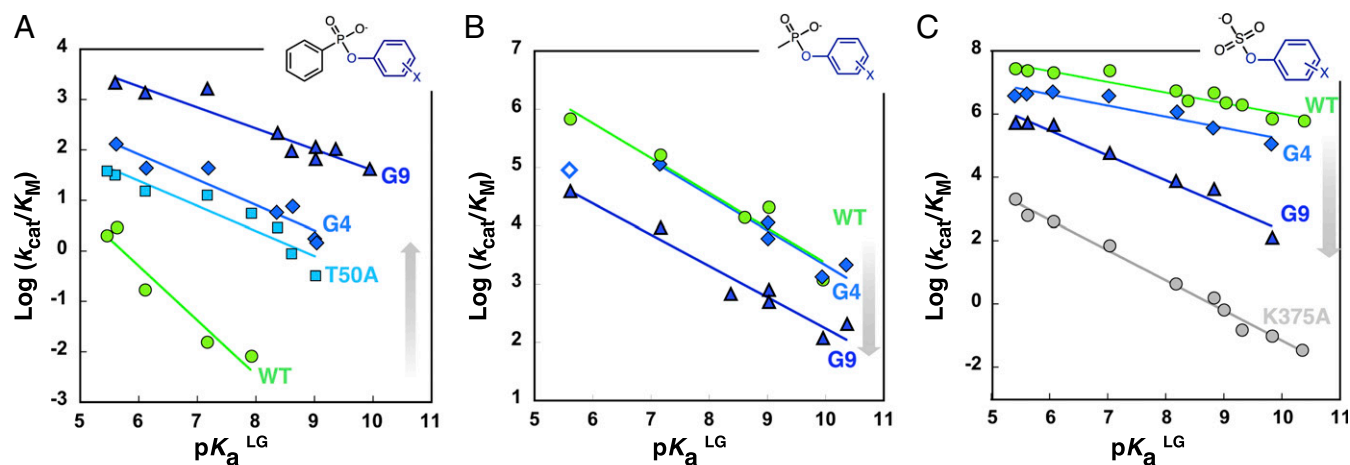 A
Log (kcat/KM)
4
3
2
1
0
-1
-2
-3
5 6 7 8 9 10 11
pKa LG
O
P
O-
O
X
G9
G4
T50A
WT
B
Log (kcat/KM)
7
6
5
4
3
2
1
5 6 7 8 9 10 11
pKa LG
O
P
O-
O
X
WT
G4
G9
C
Log (kcat/KM)
8
6
4
2
0
-2
5 6 7 8 9 10 11
pKa LG
-O
O
S
O
O
X
WT
G4
G9
K375A